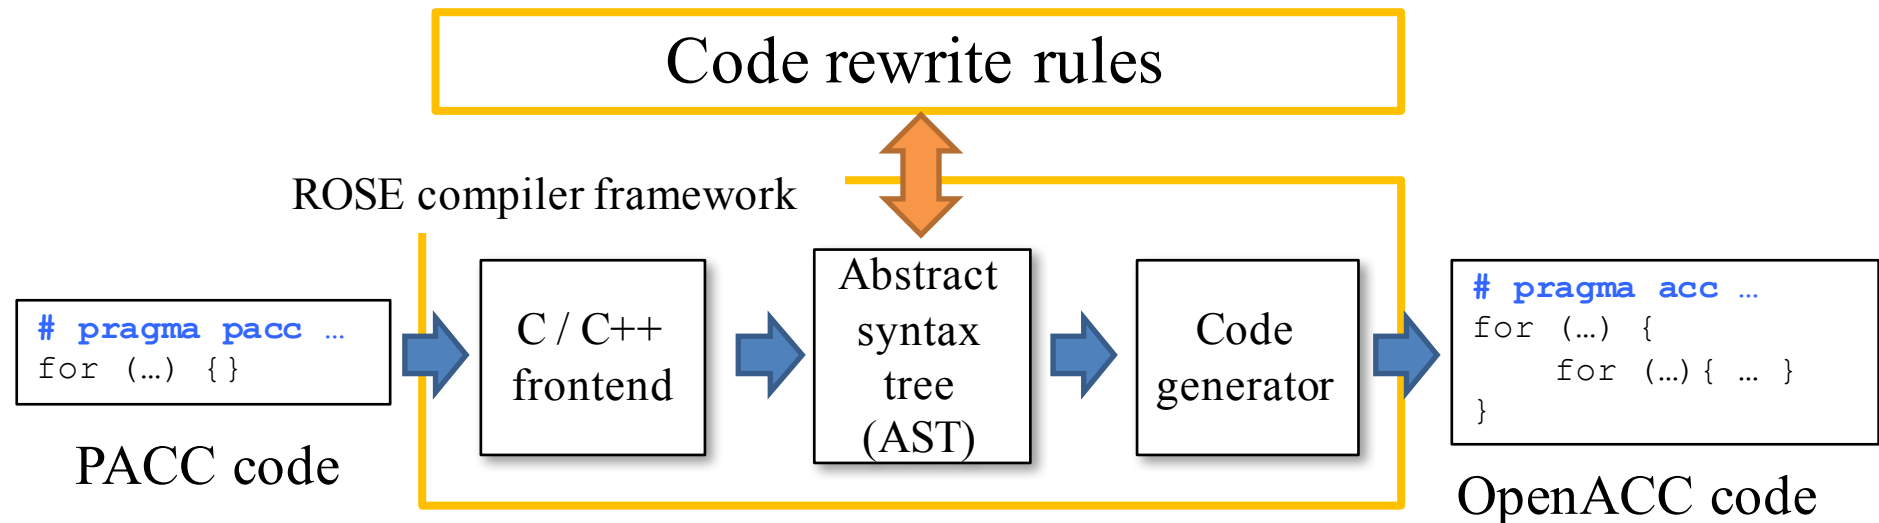 Code rewrite rules
ROSE compiler framework
# pragma pacc …
for (…) {}
PACC code
C / C++
frontend
Abstract
syntax
tree
(AST)
Code
generator
# pragma acc …
for (…) {
for (…){ … }
}
OpenACC code